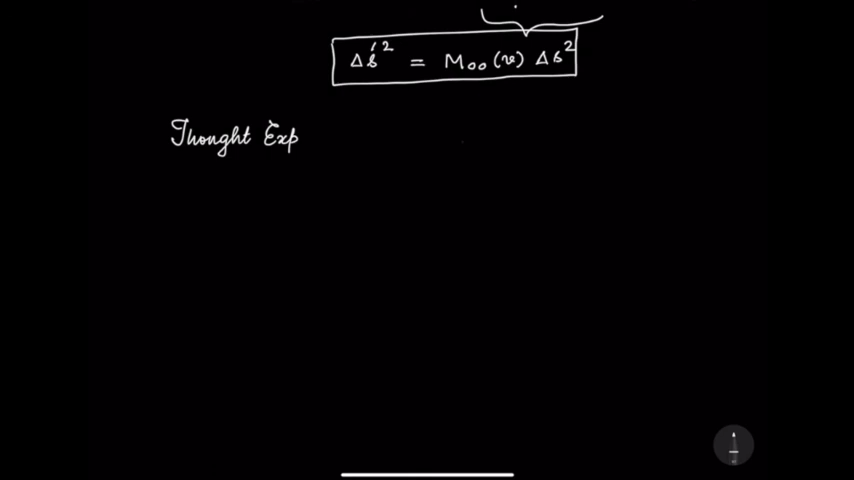 Δs'² = M₀₀(v) Δs²
Thought Exp